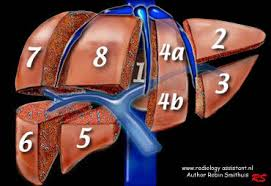 7 8 1 4a 2
3
4b
6 5
www.radiology assistant.nl
Author Robin Smithuis RS